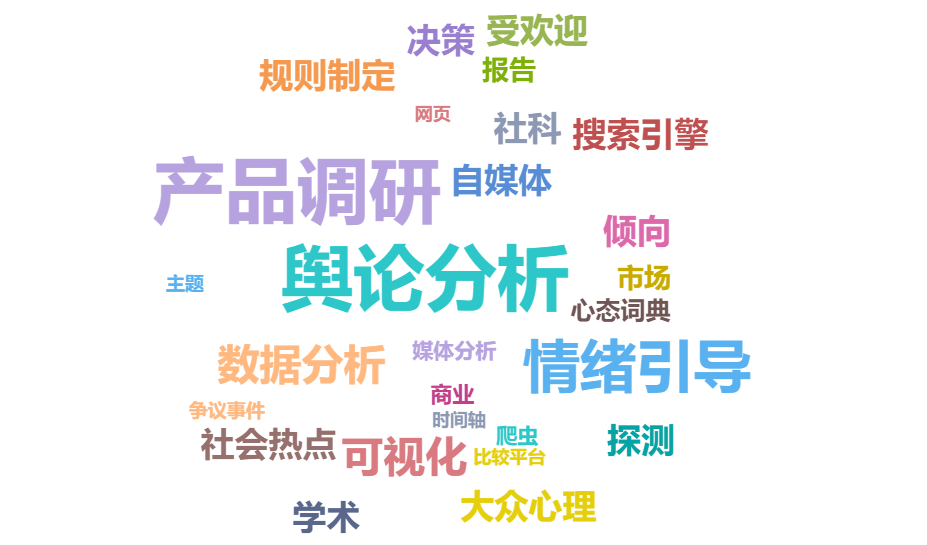 决策
受欢迎
规则制定
报告
网页
社科
搜索引擎
产品调研
自媒体
倾向
舆论分析
市场
主题
心态词典
数据分析
媒体分析
情绪引导
商业
争议事件
时间轴
社会热点
可视化
爬虫
比较平台
探测
学术
大众心理